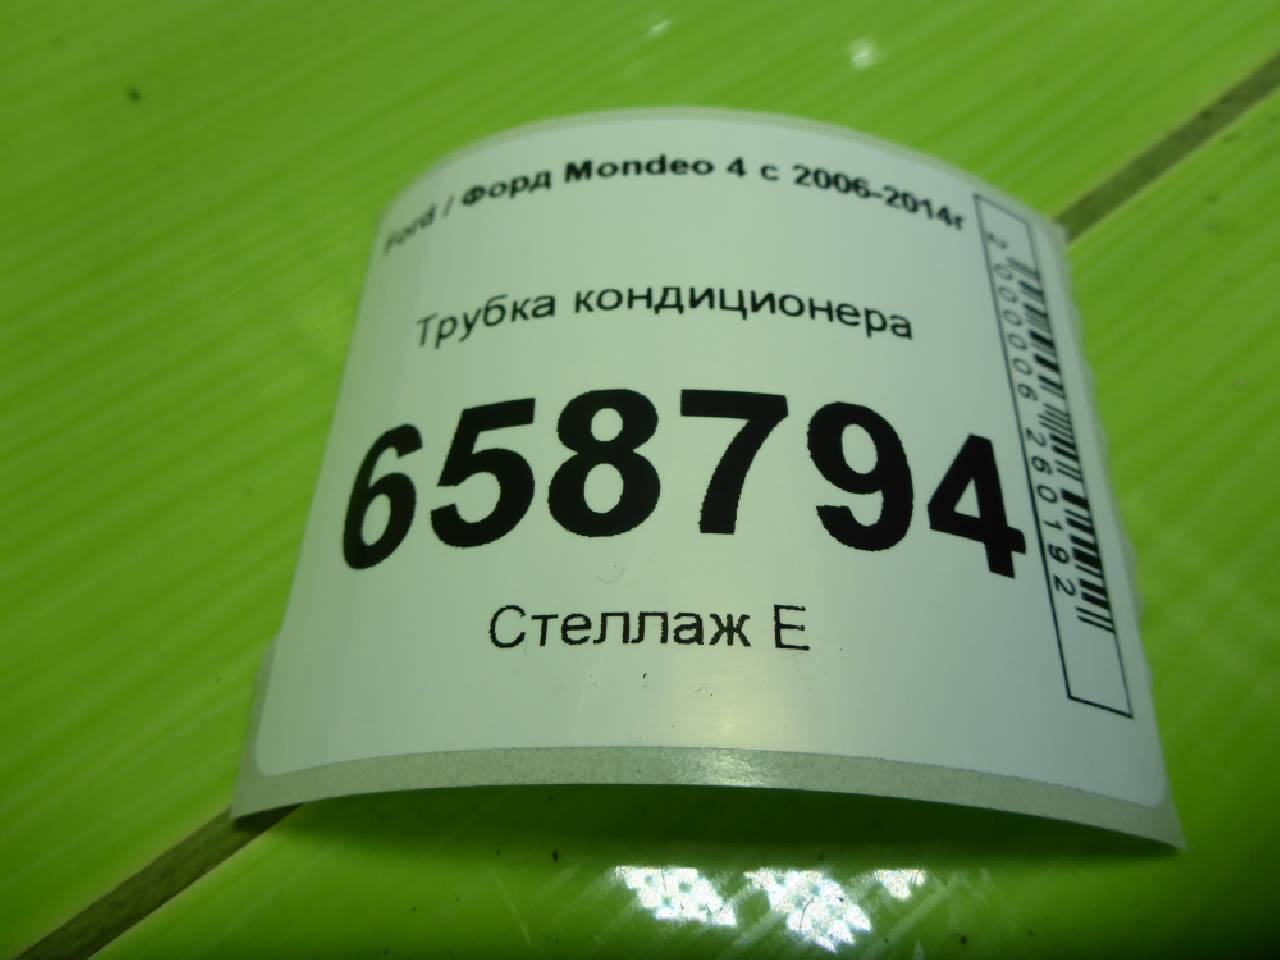 Ford / Форд Mondeo 4 с 2006-2014г
Трубка кондиционера
658794
Стеллаж Е
2000006260192